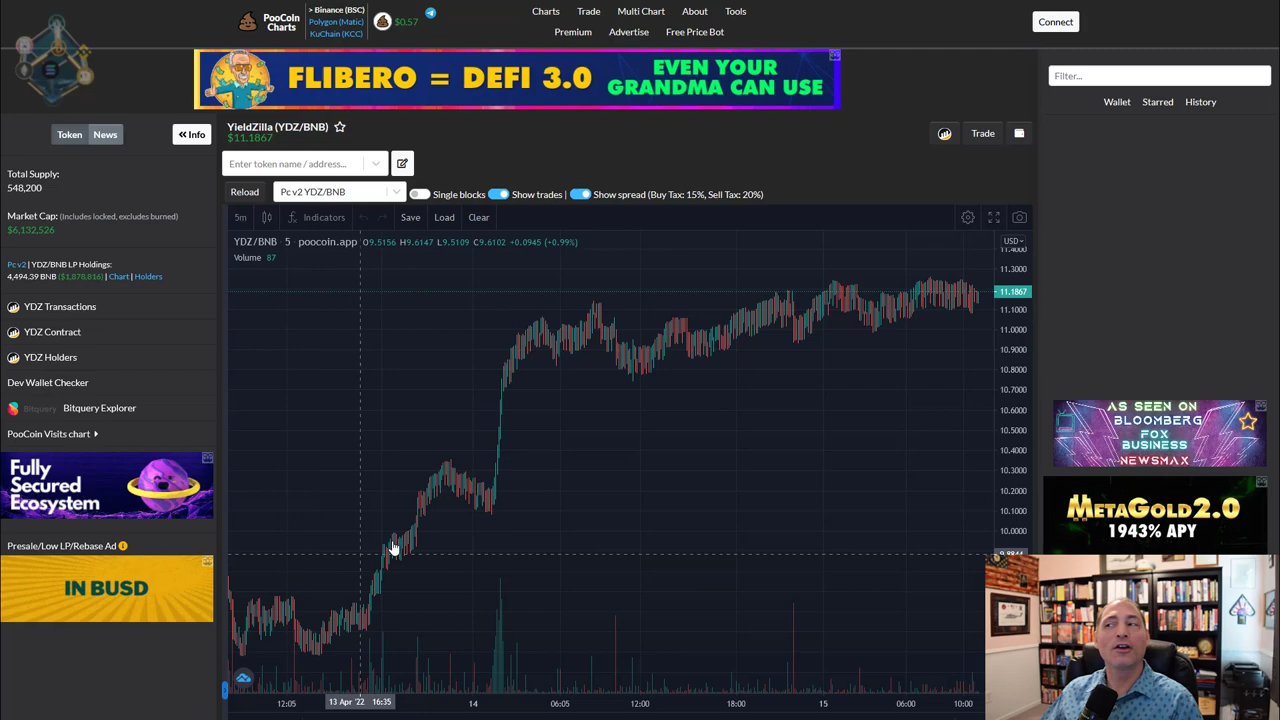 PooCoin
Charts
> Binance (BSC)
Polygon (Matic)
KuChain (KCC)
$0.57
Charts
Trade
Multi Chart
About
Tools
Premium
Advertise
Free Price Bot
Connect
FLIBERO = DEFI 3.0
EVEN YOUR
GRANDMA CAN USE
Filter...
Wallet
Starred
History
Token
News
Info
YieldZilla (YDZ/BNB)
$11.1867
Trade
Enter token name / address...
Total Supply:
548,200
Market Cap: (Includes locked, excludes burned)
$6,132,526
Pc v2 | YDZ/BNB LP Holdings:
4,494.39 BNB ($1,878,816) | Chart | Holders
YDZ Transactions
YDZ Contract
YDZ Holders
Dev Wallet Checker
Bitquery
Bitquery Explorer
PooCoin Visits chart
Fully
Secured
Ecosystem
Presale/Low LP/Rebase Ad
IN BUSD
Reload
Pc v2 YDZ/BNB
Single blocks
Show trades |
Show spread (Buy Tax: 15%, Sell Tax: 20%)
5m
Indicators
Save
Load
Clear
YDZ/BNB · 5 · poocoin.app O9.5156 H9.6147 L9.5109 C9.6102 +0.0945 (+0.99%)
Volume 87
USD
11.4000
11.3000
11.1867
11.1000
11.0000
10.9000
10.8000
10.7000
10.6000
10.5000
10.4000
10.3000
10.2000
10.1000
10.0000
9.8844
12:05
13 Apr '22 16:35
14
06:05
12:00
18:00
15
06:00
10:00
AS SEEN ON
BLOOMBERG
FOX
BUSINESS
NEWSMAX
METAGOLD 2.0
1943% APY